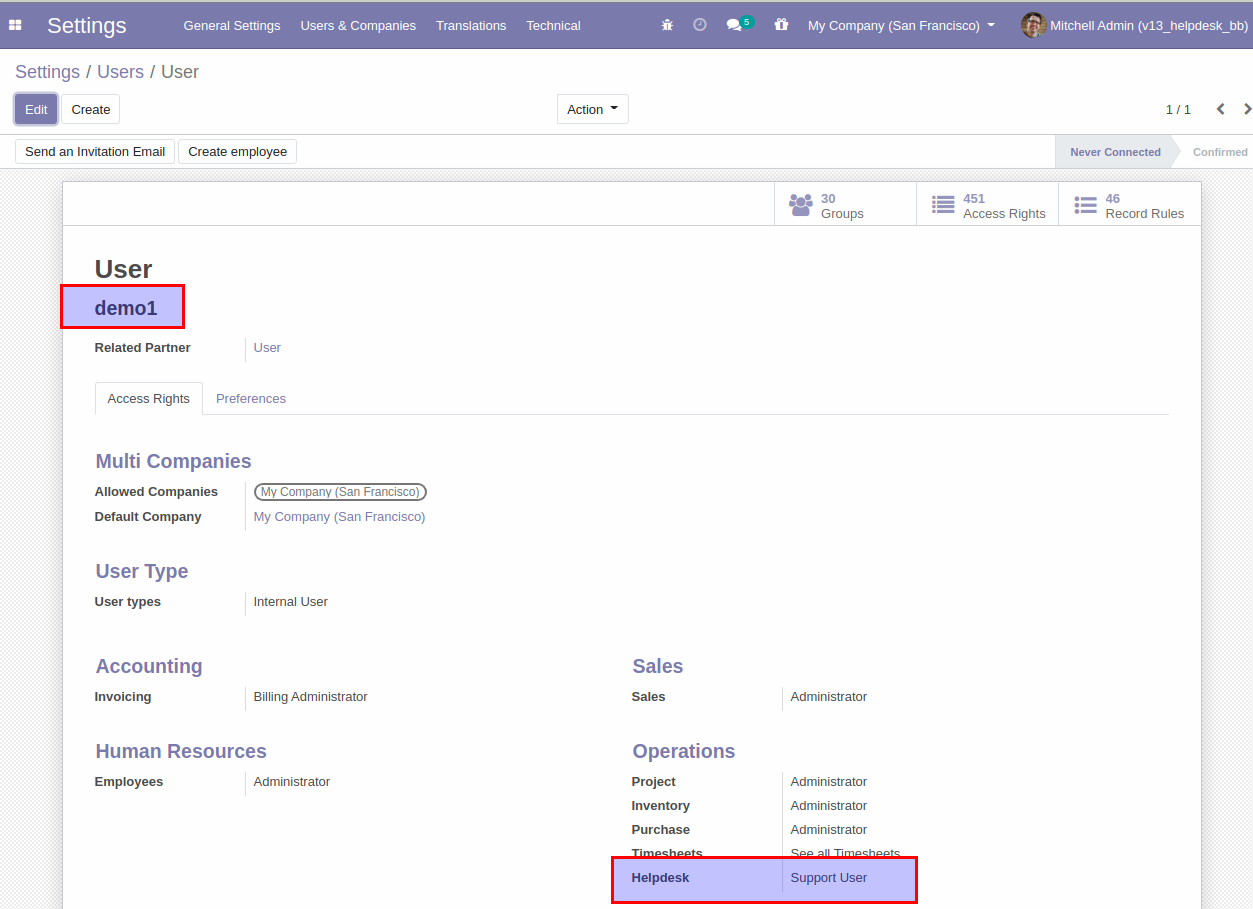 Settings General Settings Users & Companies Translations Technical 5 My Company (San Francisco) Mitchell Admin (v13_helpdesk_bb)
Settings / Users / User
Edit Create Action 1 / 1
Send an Invitation Email Create employee Never Connected Confirmed
30 Groups 451 Access Rights 46 Record Rules
User
demo1
Related Partner User
Access Rights Preferences
Multi Companies
Allowed Companies My Company (San Francisco)
Default Company My Company (San Francisco)
User Type
User types Internal User
Accounting Sales
Invoicing Billing Administrator Sales Administrator
Human Resources Operations
Employees Administrator Project Administrator
Inventory Administrator
Purchase Administrator
Timesheets See all Timesheets
Helpdesk Support User